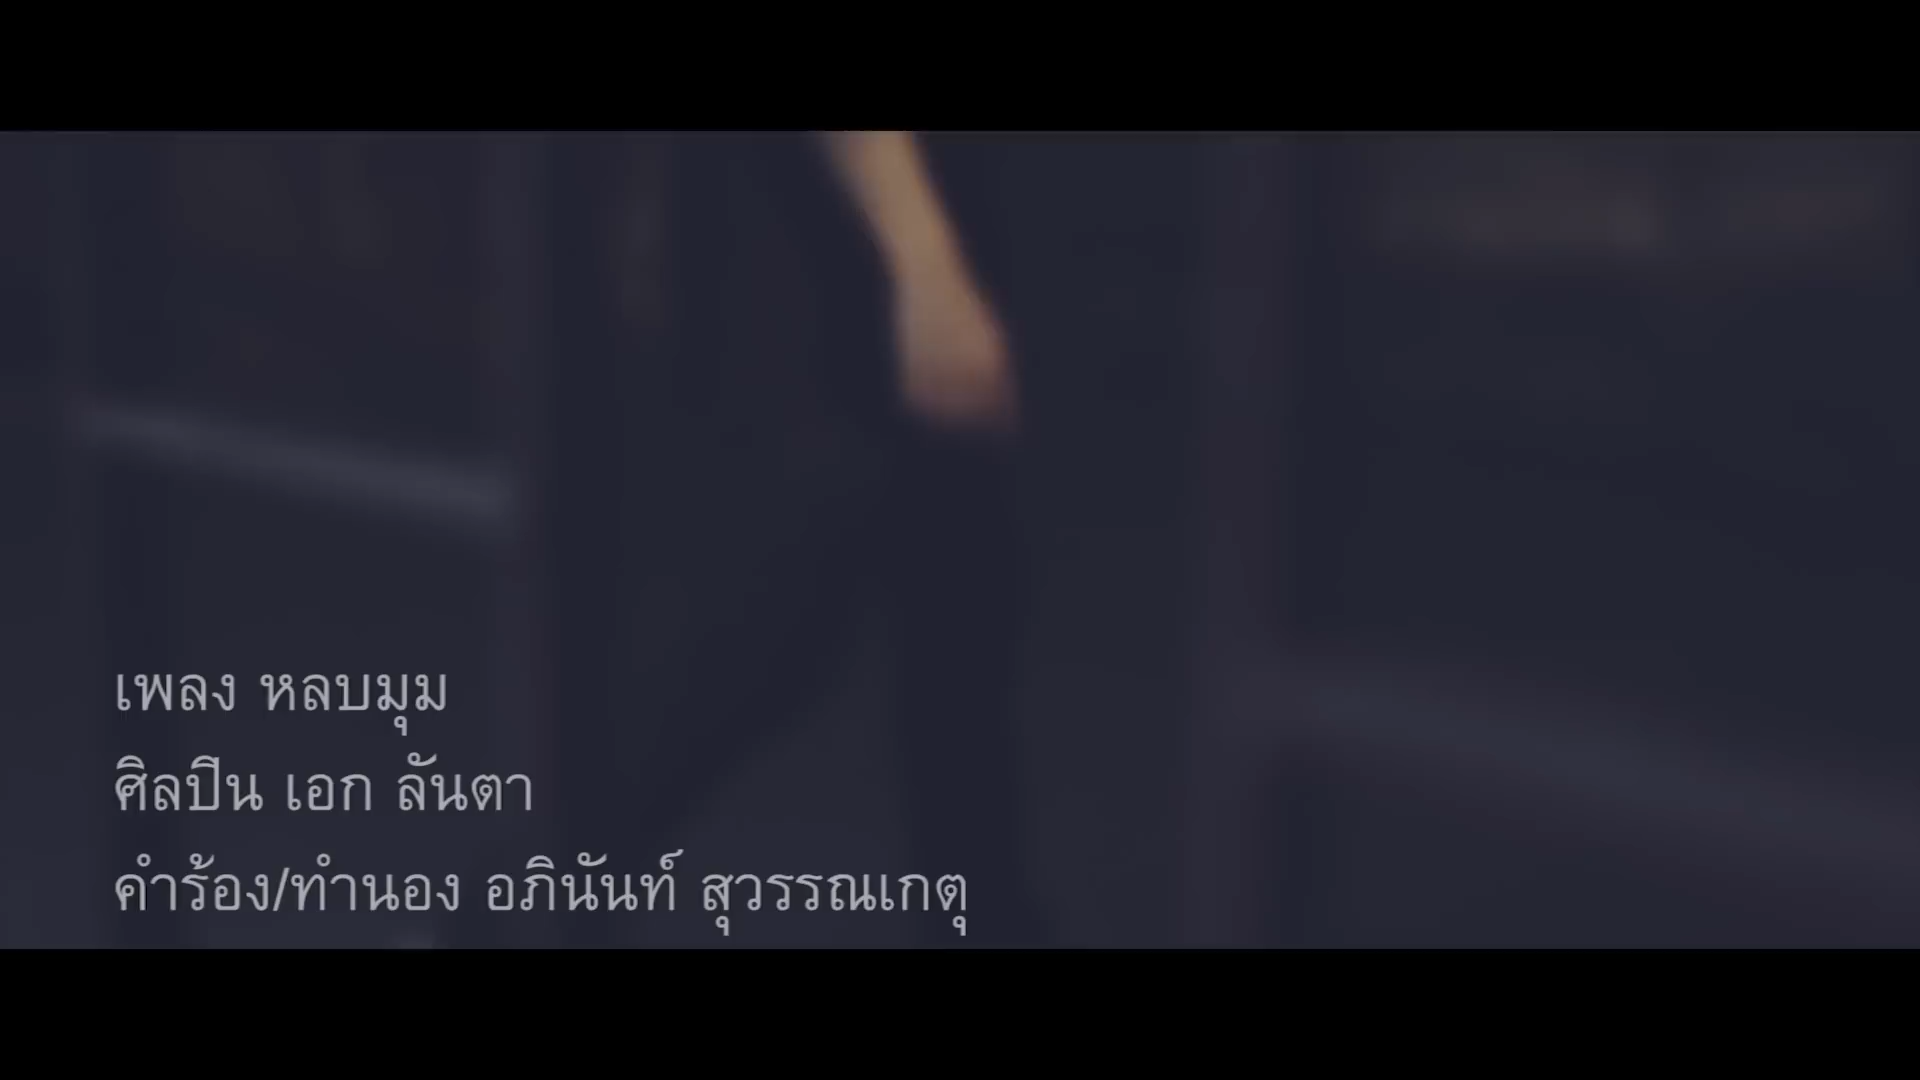 เพลง หลบมุม
ศิลปิน เอก ลันตา
คำร้อง/ทำนอง อภินันท์ สุวรรณเกตุ